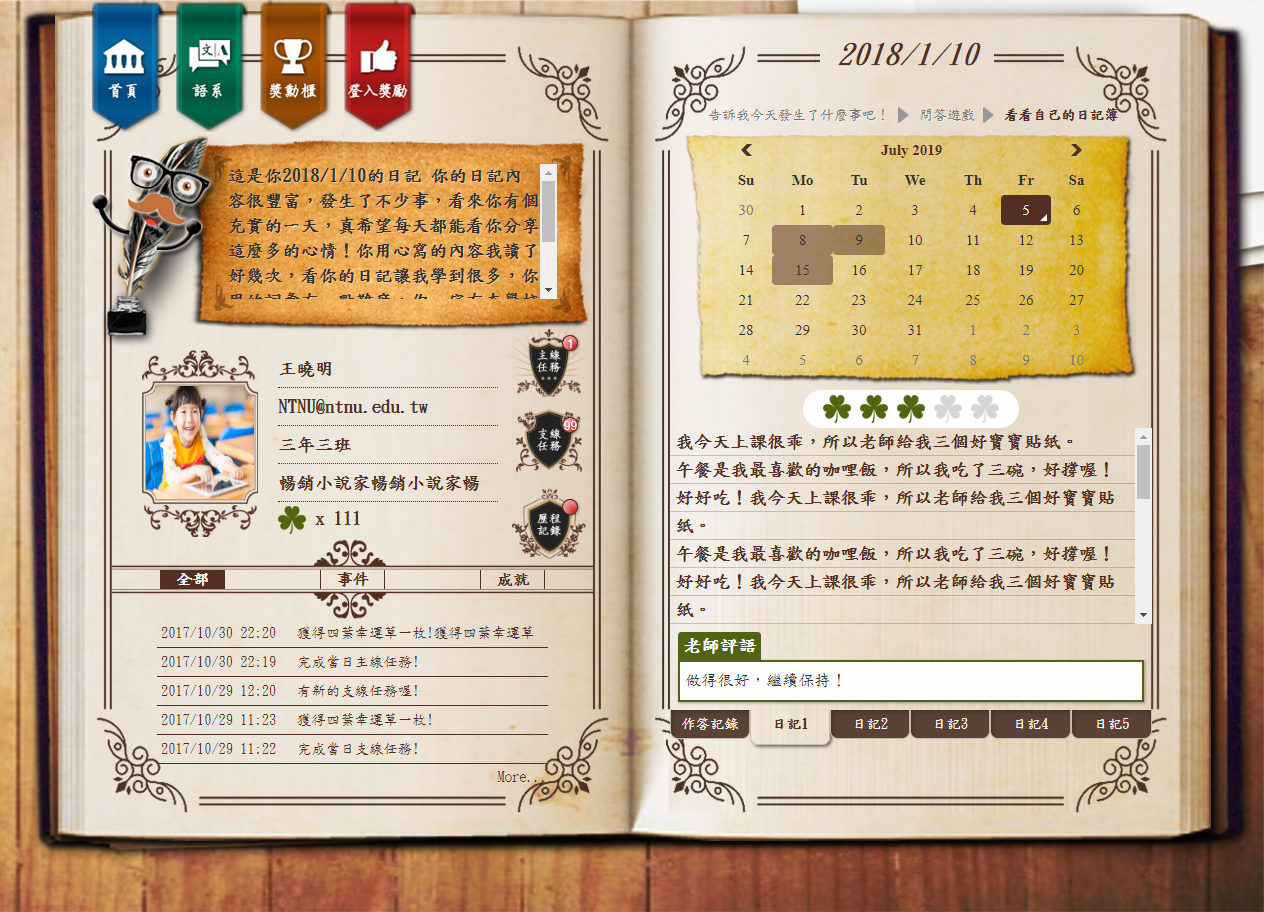 首頁
語系
獎勳櫃
登入獎勵
這是你2018/1/10的日記 你的日記內
容很豐富，發生了不少事，看來你有個
充實的一天，真希望每天都能看你分享
這麼多的心情！你用心寫的內容我讀了
好幾次，看你的日記讓我學到很多，你
王曉明
NTNU@ntnu.edu.tw
三年三班
暢銷小說家暢銷小說家暢
x 111
主線
任務
1
支線
任務
99
歷程
記錄
全部
事件
成就
2017/10/30 22:20 獲得四葉幸運草一枚!獲得四葉幸運草
2017/10/30 22:19 完成當日主線任務!
2017/10/29 12:20 有新的支線任務喔!
2017/10/29 11:23 獲得四葉幸運草一枚!
2017/10/29 11:22 完成當日支線任務!
More...
2018/1/10
告訴我今天發生了什麼事吧！ 問答遊戲 看看自己的日記簿
July 2019
Su Mo Tu We Th Fr Sa
30 1 2 3 4 5 6
7 8 9 10 11 12 13
14 15 16 17 18 19 20
21 22 23 24 25 26 27
28 29 30 31 1 2 3
4 5 6 7 8 9 10
我今天上課很乖，所以老師給我三個好寶寶貼紙。
午餐是我最喜歡的咖哩飯，所以我吃了三碗，好撐喔！
好好吃！我今天上課很乖，所以老師給我三個好寶寶貼
紙。
午餐是我最喜歡的咖哩飯，所以我吃了三碗，好撐喔！
好好吃！我今天上課很乖，所以老師給我三個好寶寶貼
紙。
老師評語
做得很好，繼續保持！
作答記錄
日記1
日記2
日記3
日記4
日記5